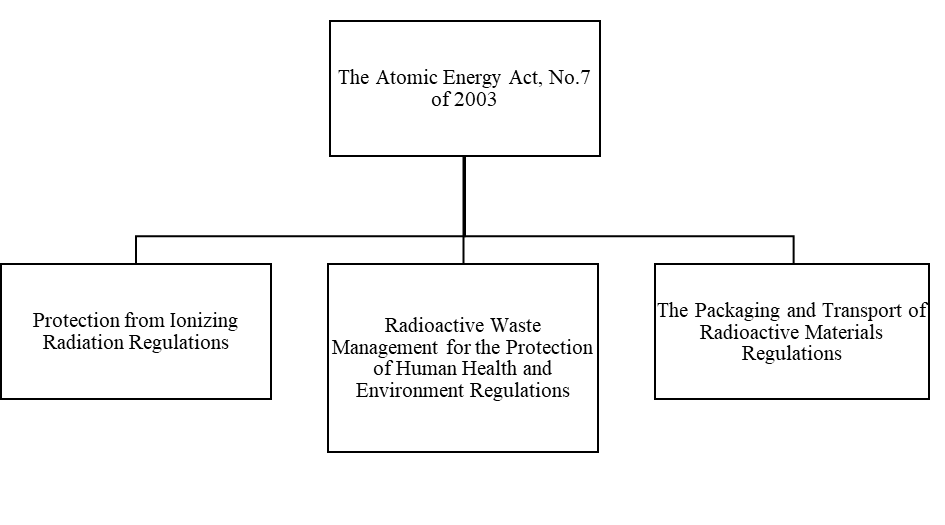 The Atomic Energy Act, No.7
of 2003
Protection from Ionizing
Radiation Regulations
Radioactive Waste
Management for the Protection
of Human Health and
Environment Regulations
The Packaging and Transport of
Radioactive Materials
Regulations